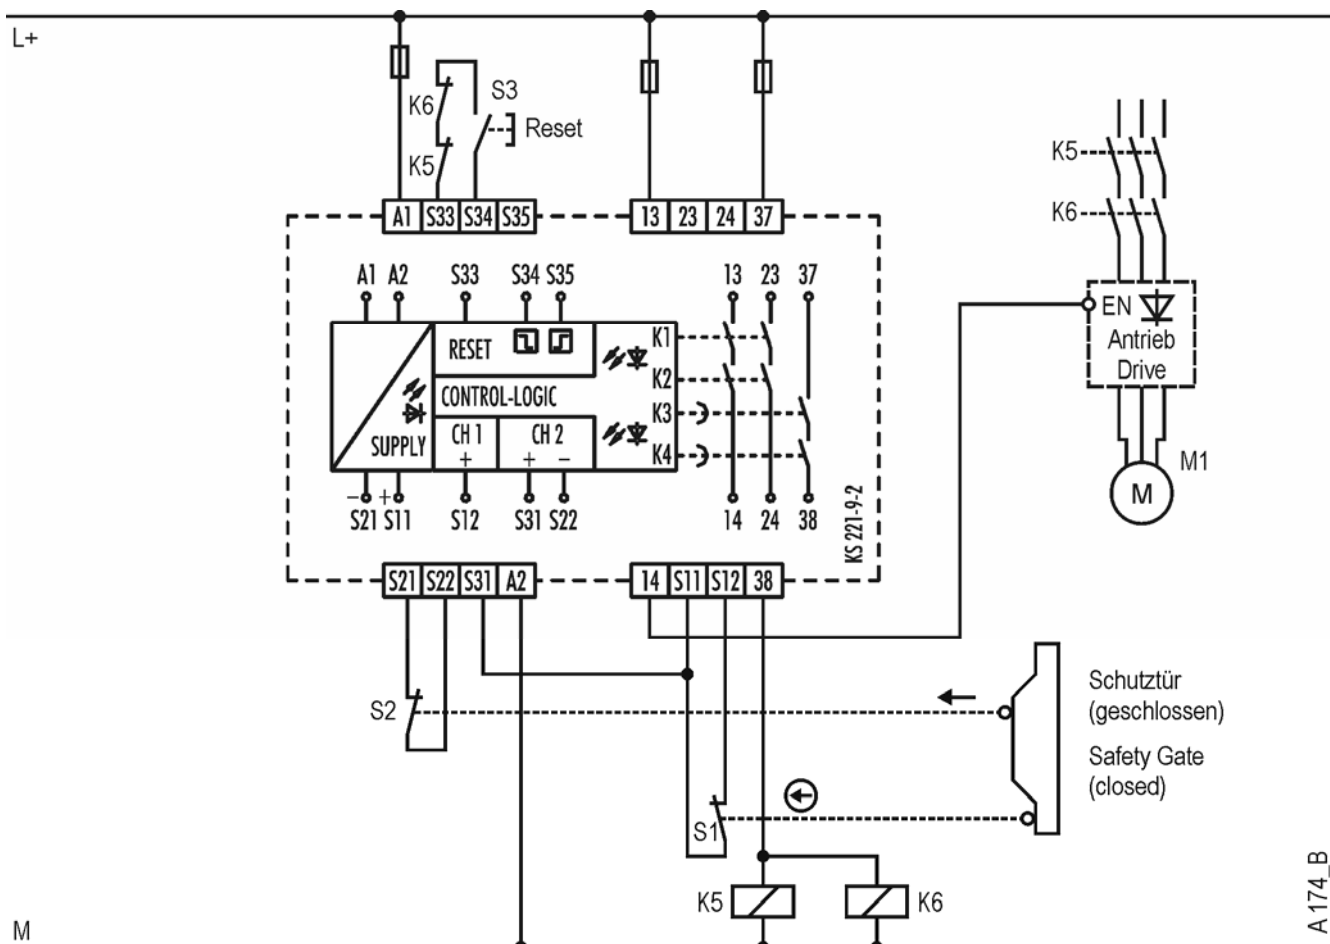 L+
K6
S3
Reset
K5
K5
K6
A1 S33 S34 S35
13 23 24 37
A1 A2 S33 S34 S35 13 23 37
EN
Antrieb
Drive
RESET
K1
K2
CONTROL-LOGIC
K3
SUPPLY
CH 1
CH 2
K4
+ + −
− +
S21 S11 S12 S31 S22 14 24 38
KS 221-9-2
M1
M
S21 S22 S31 A2
14 S11 S12 38
S2
Schutztür
(geschlossen)
Safety Gate
(closed)
S1
K5
K6
M
A174_B